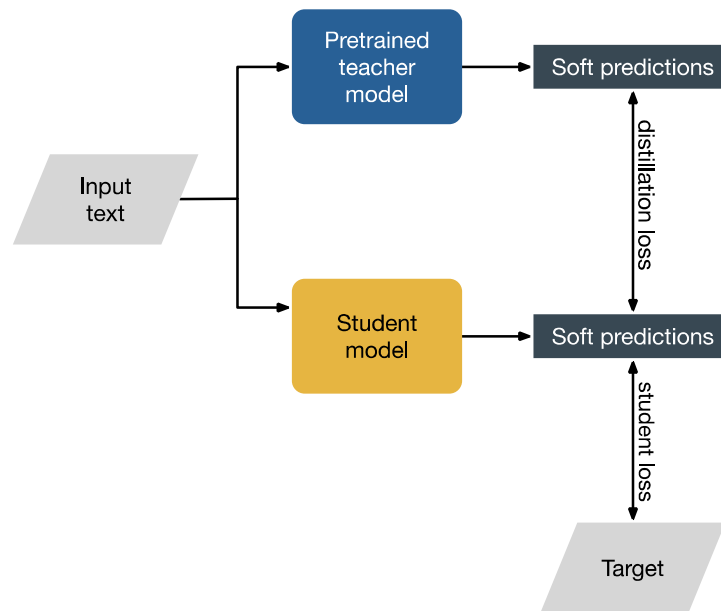 Pretrained
teacher
model
Soft predictions
distillation loss
Input
text
Student
model
Soft predictions
student loss
Target